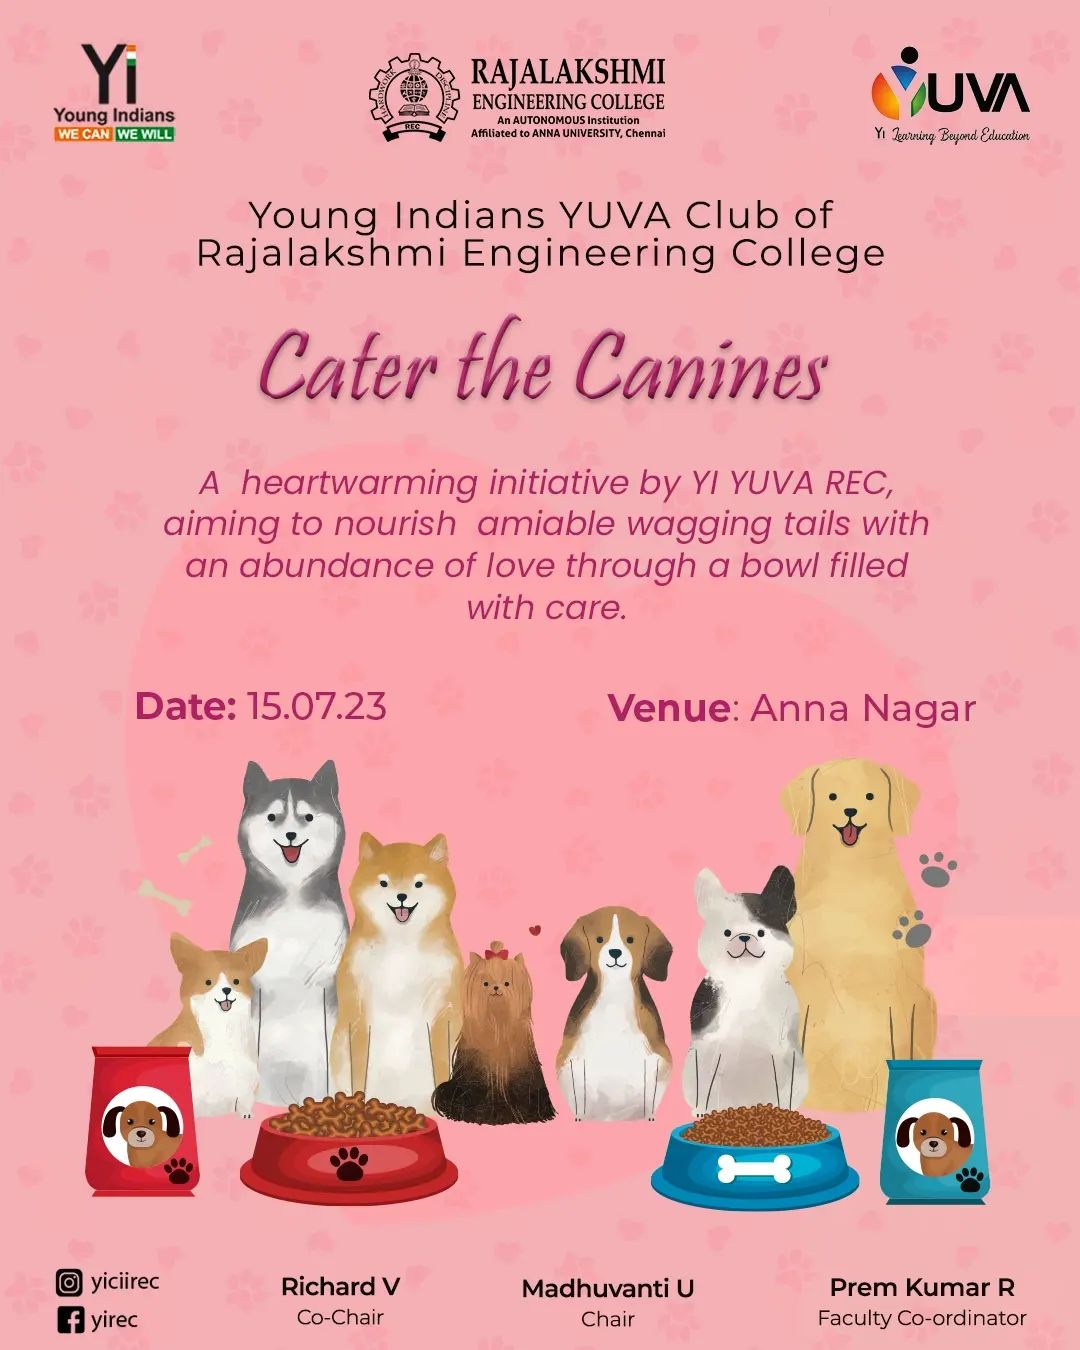 Yi
Young Indians
WE CAN WE WILL
HARDWORK DISCIPLINE
REC
RAJALAKSHMI
ENGINEERING COLLEGE
An AUTONOMOUS Institution
Affiliated to ANNA UNIVERSITY, Chennai
YUVA
Yi Learning Beyond Education
Young Indians YUVA Club of
Rajalakshmi Engineering College
Cater the Canines
A heartwarming initiative by YI YUVA REC,
aiming to nourish amiable wagging tails with
an abundance of love through a bowl filled
with care.
Date: 15.07.23
Venue: Anna Nagar
yiciirec
yirec
Richard V
Co-Chair
Madhuvanti U
Chair
Prem Kumar R
Faculty Co-ordinator